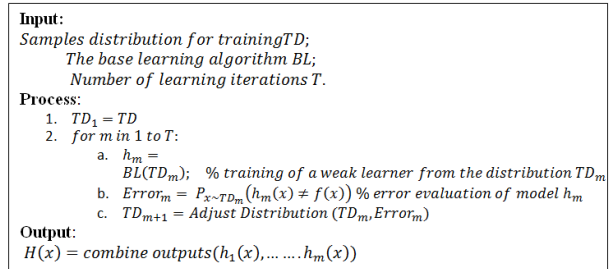 Input:
Samples distribution for trainingTD;
The base learning algorithm BL;
Number of learning iterstions T.
Process:
1. TD₁ = TD
2. for m in 1 to T:
a. hₘ =
BL(TDₘ); % training of a weak learner from the distribution TDₘ
b. Errorₘ = Pₓ~TDₘ(hₘ(x) ≠ f(x)) % error evaluation of model hₘ
c. TDₘ₊₁ = Adjust Distribution (TDₘ,Errorₘ)
Output:
H(x) = combine outputs(h₁(x),... ....hₘ(x))